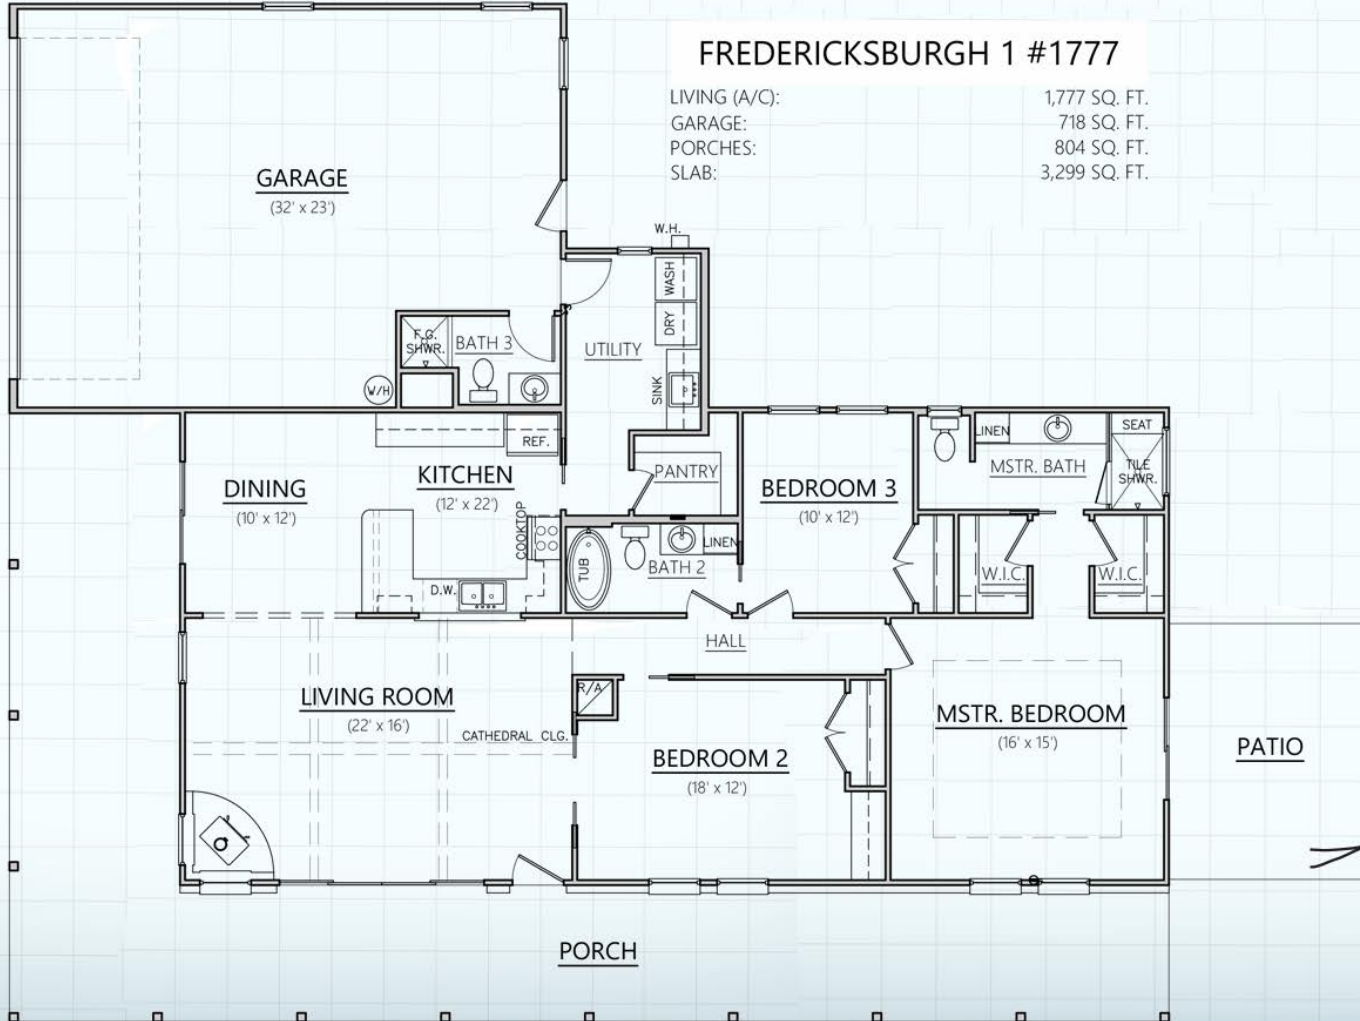 FREDERICKSBURGH 1 #1777
LIVING (A/C): 1,777 SQ. FT.
GARAGE: 718 SQ. FT.
PORCHES: 804 SQ. FT.
SLAB: 3,299 SQ. FT.
GARAGE
(32' x 23')
W.H.
WASH
DRY
UTILITY
SINK
F.G.
SHWR.
BATH 3
W/H
REF.
KITCHEN
(12' x 22')
DINING
(10' x 12')
COOKTOP
D.W.
PANTRY
TUB
LINEN
BATH 2
BEDROOM 3
(10' x 12')
LINEN
MSTR. BATH
SEAT
TILE
SHWR.
W.I.C.
W.I.C.
HALL
R/A
LIVING ROOM
(22' x 16')
CATHEDRAL CLG.
BEDROOM 2
(18' x 12')
MSTR. BEDROOM
(16' x 15')
PATIO
PORCH